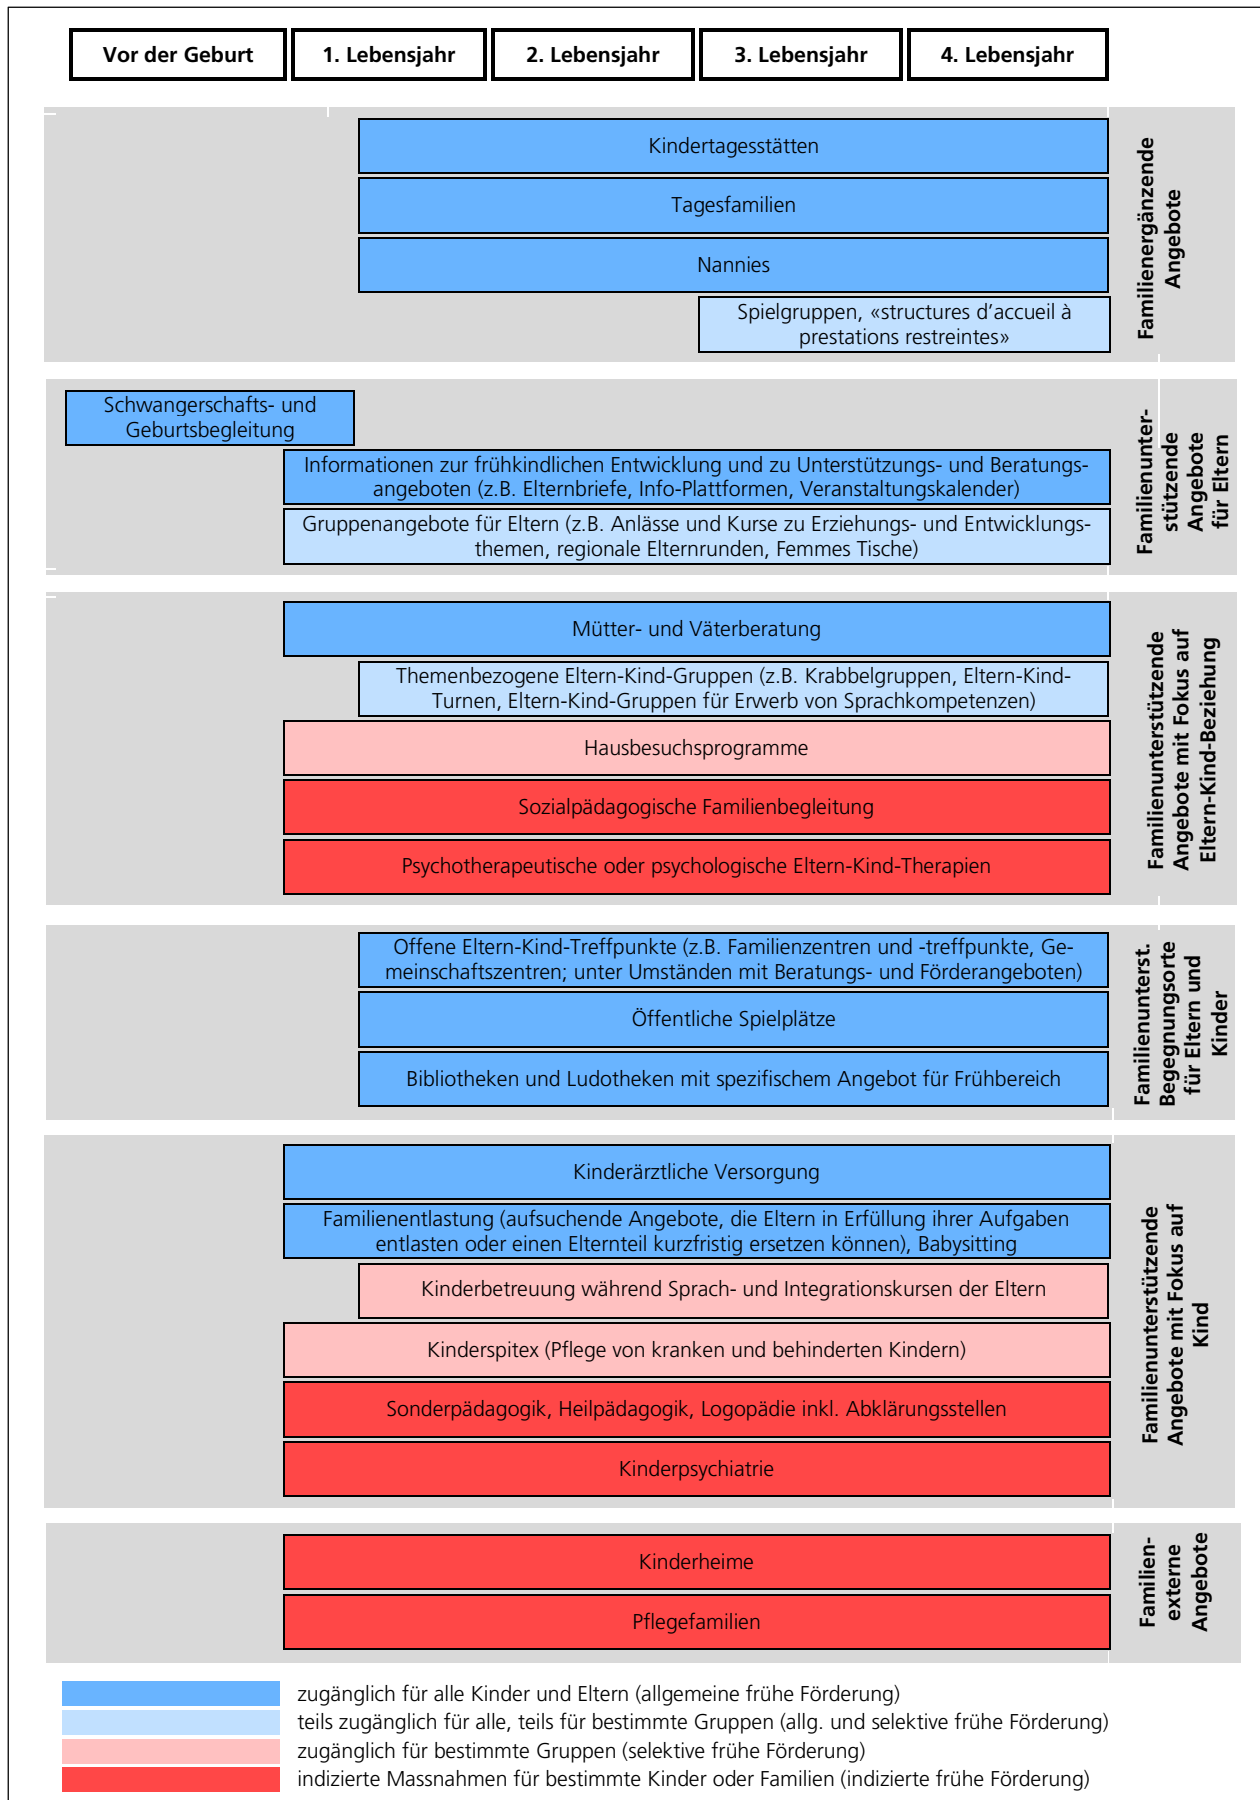 Vor der Geburt
1. Lebensjahr
2. Lebensjahr
3. Lebensjahr
4. Lebensjahr
Kindertagesstätten
Tagesfamilien
Nannies
Spielgruppen, «structures d’accueil à
prestations restreintes»
Familienergänzende
Angebote
Schwangerschafts- und
Geburtsbegleitung
Informationen zur frühkindlichen Entwicklung und zu Unterstützungs- und Beratungs-
angeboten (z.B. Elternbriefe, Info-Plattformen, Veranstaltungskalender)
Gruppenangebote für Eltern (z.B. Anlässe und Kurse zu Erziehungs- und Entwicklungs-
themen, regionale Elternrunden, Femmes Tische)
Familienunter-
stützende
Angebote
für Eltern
Mütter- und Väterberatung
Themenbezogene Eltern-Kind-Gruppen (z.B. Krabbelgruppen, Eltern-Kind-
Turnen, Eltern-Kind-Gruppen für Erwerb von Sprachkompetenzen)
Hausbesuchsprogramme
Sozialpädagogische Familienbegleitung
Psychotherapeutische oder psychologische Eltern-Kind-Therapien
Familienunterstützende
Angebote mit Fokus auf
Eltern-Kind-Beziehung
Offene Eltern-Kind-Treffpunkte (z.B. Familienzentren und -treffpunkte, Ge-
meinschaftszentren; unter Umständen mit Beratungs- und Förderangeboten)
Öffentliche Spielplätze
Bibliotheken und Ludotheken mit spezifischem Angebot für Frühbereich
Familienunterst.
Begegnungsorte
für Eltern und
Kinder
Kinderärztliche Versorgung
Familienentlastung (aufsuchende Angebote, die Eltern in Erfüllung ihrer Aufgaben
entlasten oder einen Elternteil kurzfristig ersetzen können), Babysitting
Kinderbetreuung während Sprach- und Integrationskursen der Eltern
Kinderspitex (Pflege von kranken und behinderten Kindern)
Sonderpädagogik, Heilpädagogik, Logopädie inkl. Abklärungsstellen
Kinderpsychiatrie
Familienunterstützende
Angebote mit Fokus auf
Kind
Kinderheime
Pflegefamilien
Familien-
externe
Angebote
zugänglich für alle Kinder und Eltern (allgemeine frühe Förderung)
teils zugänglich für alle, teils für bestimmte Gruppen (allg. und selektive frühe Förderung)
zugänglich für bestimmte Gruppen (selektive frühe Förderung)
indizierte Massnahmen für bestimmte Kinder oder Familien (indizierte frühe Förderung)